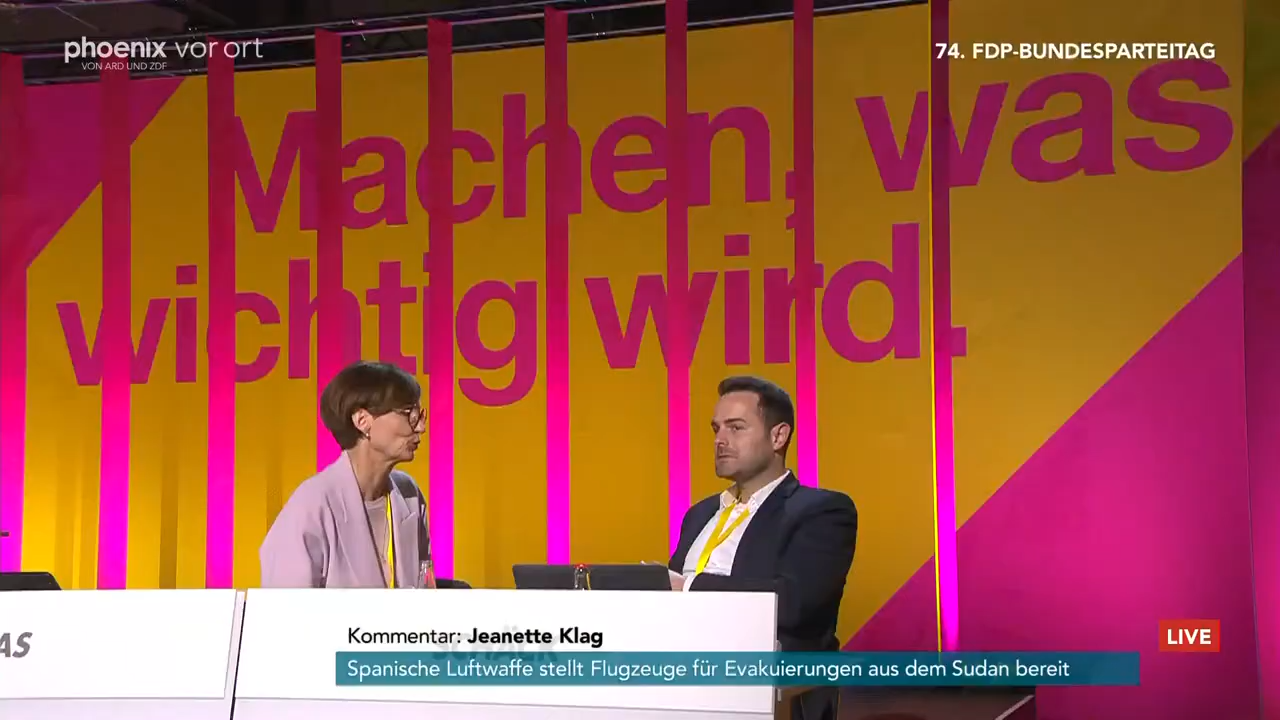 phoenix vor ort
VON ARD UND ZDF
74. FDP-BUNDESPARTEITAG
Machen, was
wichtig wird.
AS
Kommentar: Jeanette Klag
Spanische Luftwaffe stellt Flugzeuge für Evakuierungen aus dem Sudan bereit
LIVE